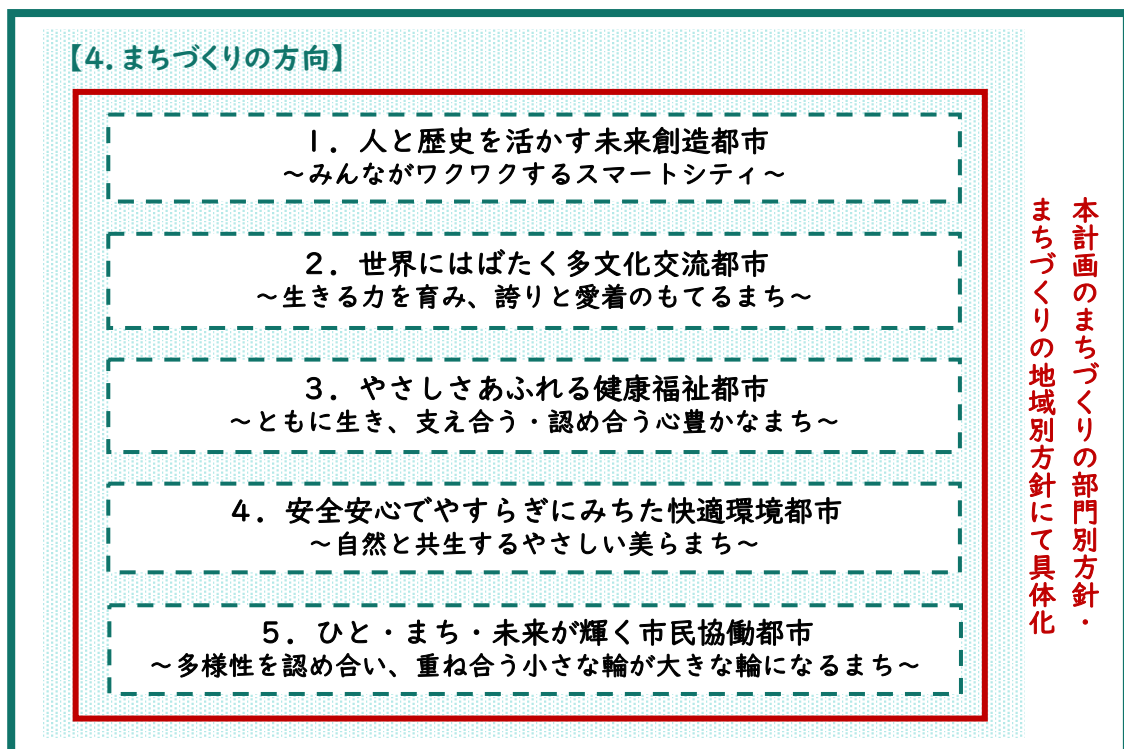 【4.まちづくりの方向】
1．人と歴史を活かす未来創造都市
～みんながワクワクするスマートシティ～
2．世界にはばたく多文化交流都市
～生きる力を育み、誇りと愛着のもてるまち～
3．やさしさあふれる健康福祉都市
～ともに生き、支え合う・認め合う心豊かなまち～
4．安全安心でやすらぎにみちた快適環境都市
～自然と共生するやさしい美らまち～
5．ひと・まち・未来が輝く市民協働都市
～多様性を認め合い、重ね合う小さな輪が大きな輪になるまち～
本計画のまちづくりの部門別方針・
まちづくりの地域別方針にて具体化